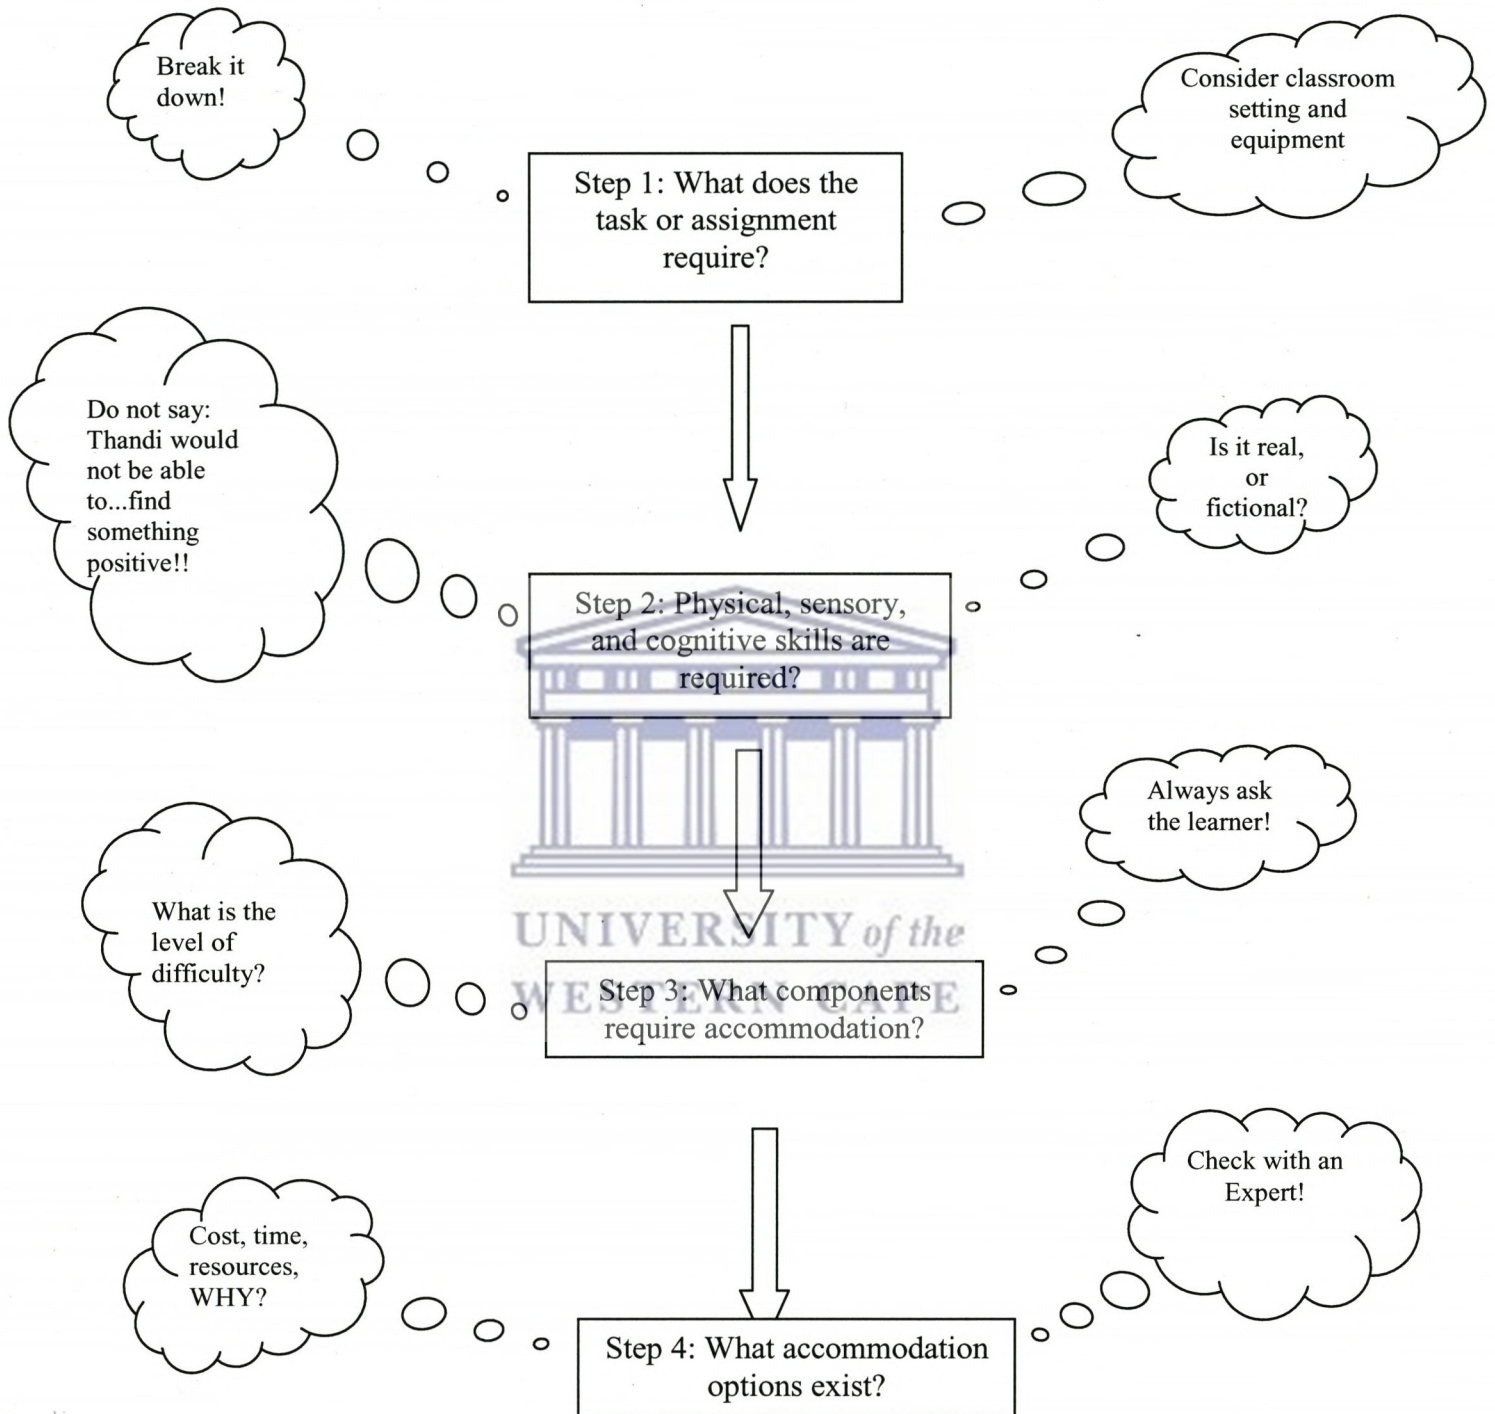 Break it
down!
Consider classroom
setting and
equipment
Step 1: What does the
task or assignment
require?
Do not say:
Thandi would
not be able
to...find
something
positive!!
Is it real,
or
fictional?
Step 2: Physical, sensory,
and cognitive skills are
required?
Always ask
the learner!
What is the
level of
difficulty?
UNIVERSITY of the
WESTERN CAPE
Step 3: What components
require accommodation?
Check with an
Expert!
Cost, time,
resources,
WHY?
Step 4: What accommodation
options exist?